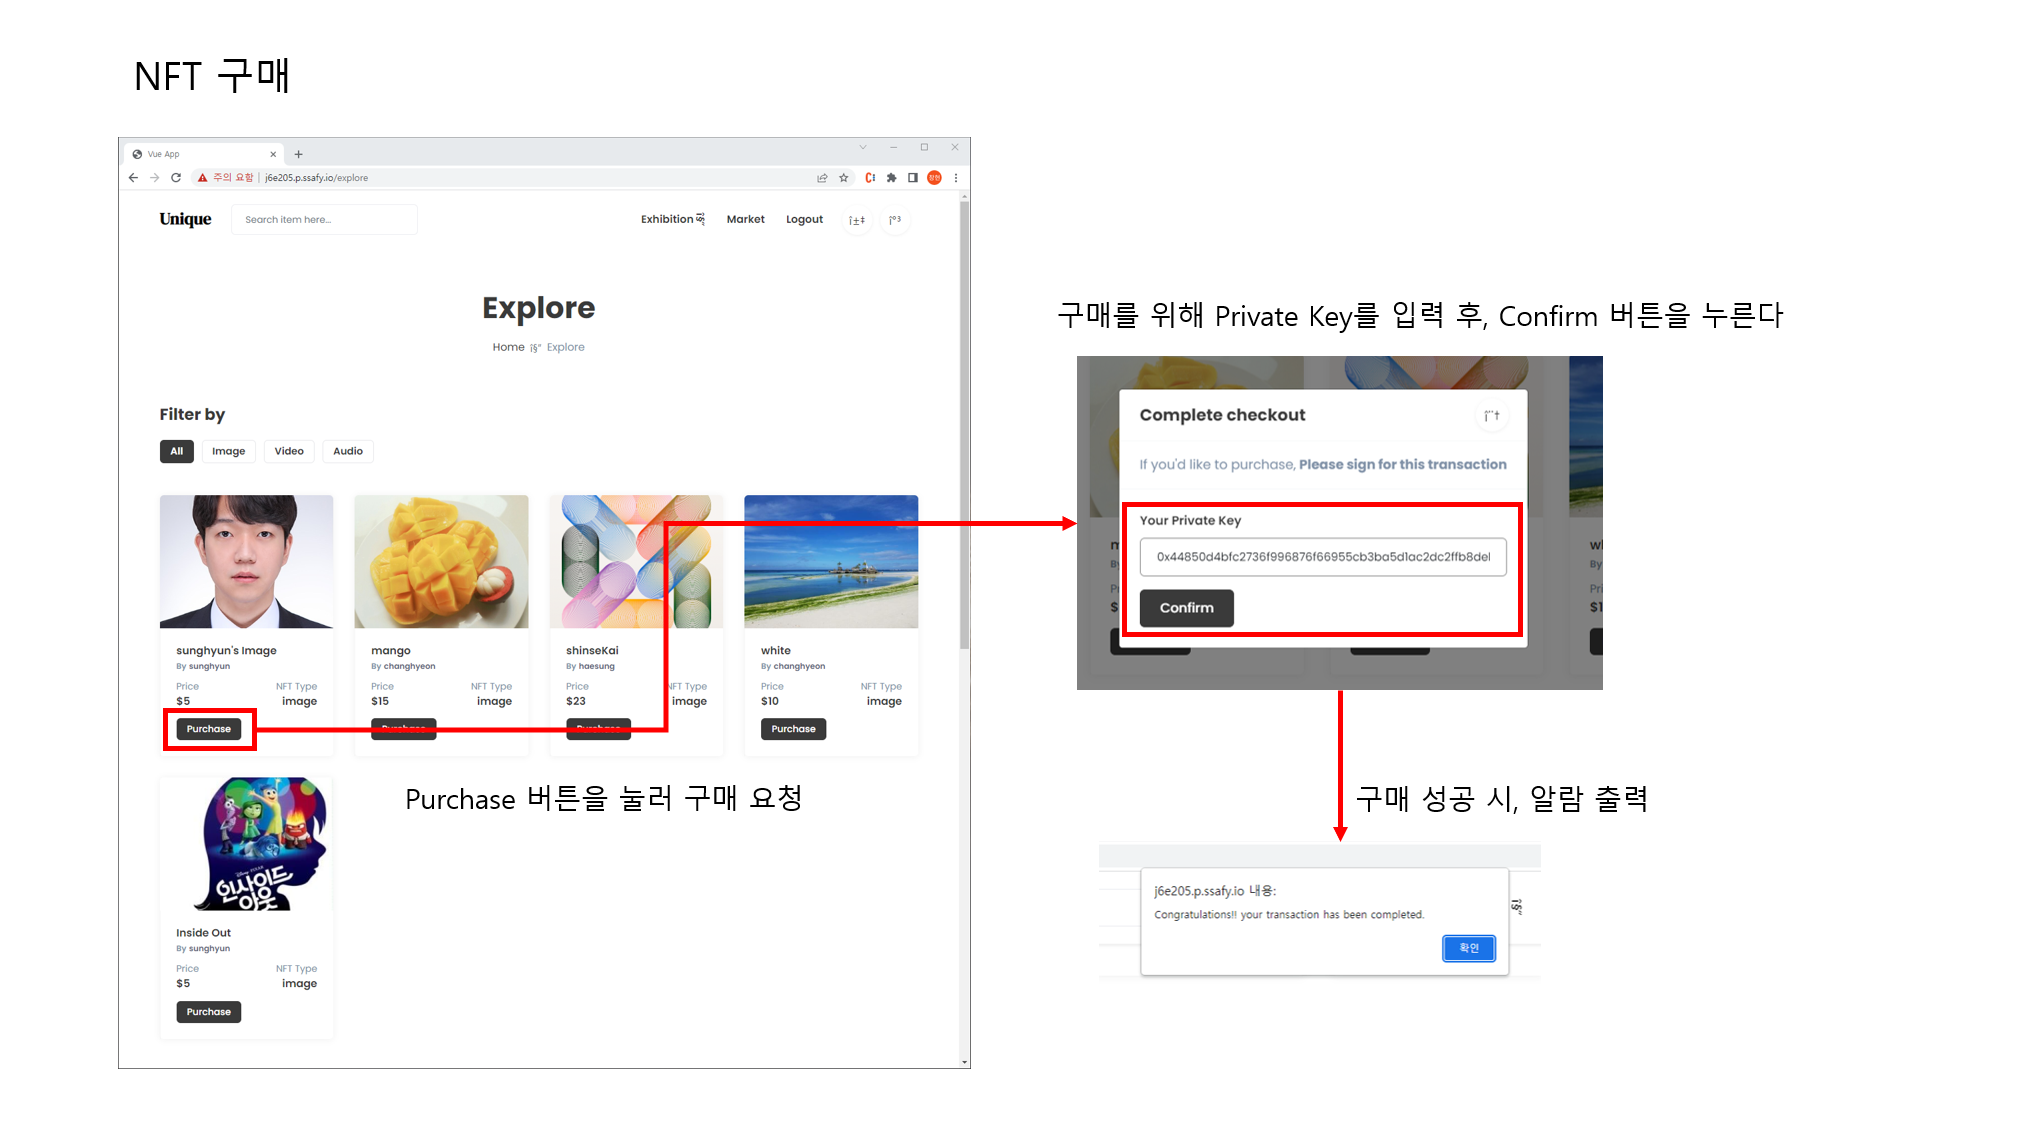 NFT 구매
Vue App
주의 요함 | j6e205.p.ssafy.io/explore
Unique
Search item here...
Exhibition
Market
Logout
Explore
Home
Explore
Filter by
All
Image
Video
Audio
sunghyun's Image
By sunghyun
Price
NFT Type
$5
image
Purchase
mango
By changhyeon
Price
NFT Type
$15
image
Purchase
shinseKai
By haesung
Price
NFT Type
$23
image
Purchase
white
By changhyeon
Price
NFT Type
$10
image
Purchase
인사이드
아웃
Inside Out
By sunghyun
Price
NFT Type
$5
image
Purchase
Purchase 버튼을 눌러 구매 요청
구매를 위해 Private Key를 입력 후, Confirm 버튼을 누른다
Complete checkout
If you'd like to purchase, Please sign for this transaction
Your Private Key
0x44850d4bfc2736f996876f66955cb3ba5d1ac2dc2ffb8del
Confirm
구매 성공 시, 알람 출력
j6e205.p.ssafy.io 내용:
Congratulations!! your transaction has been completed.
확인